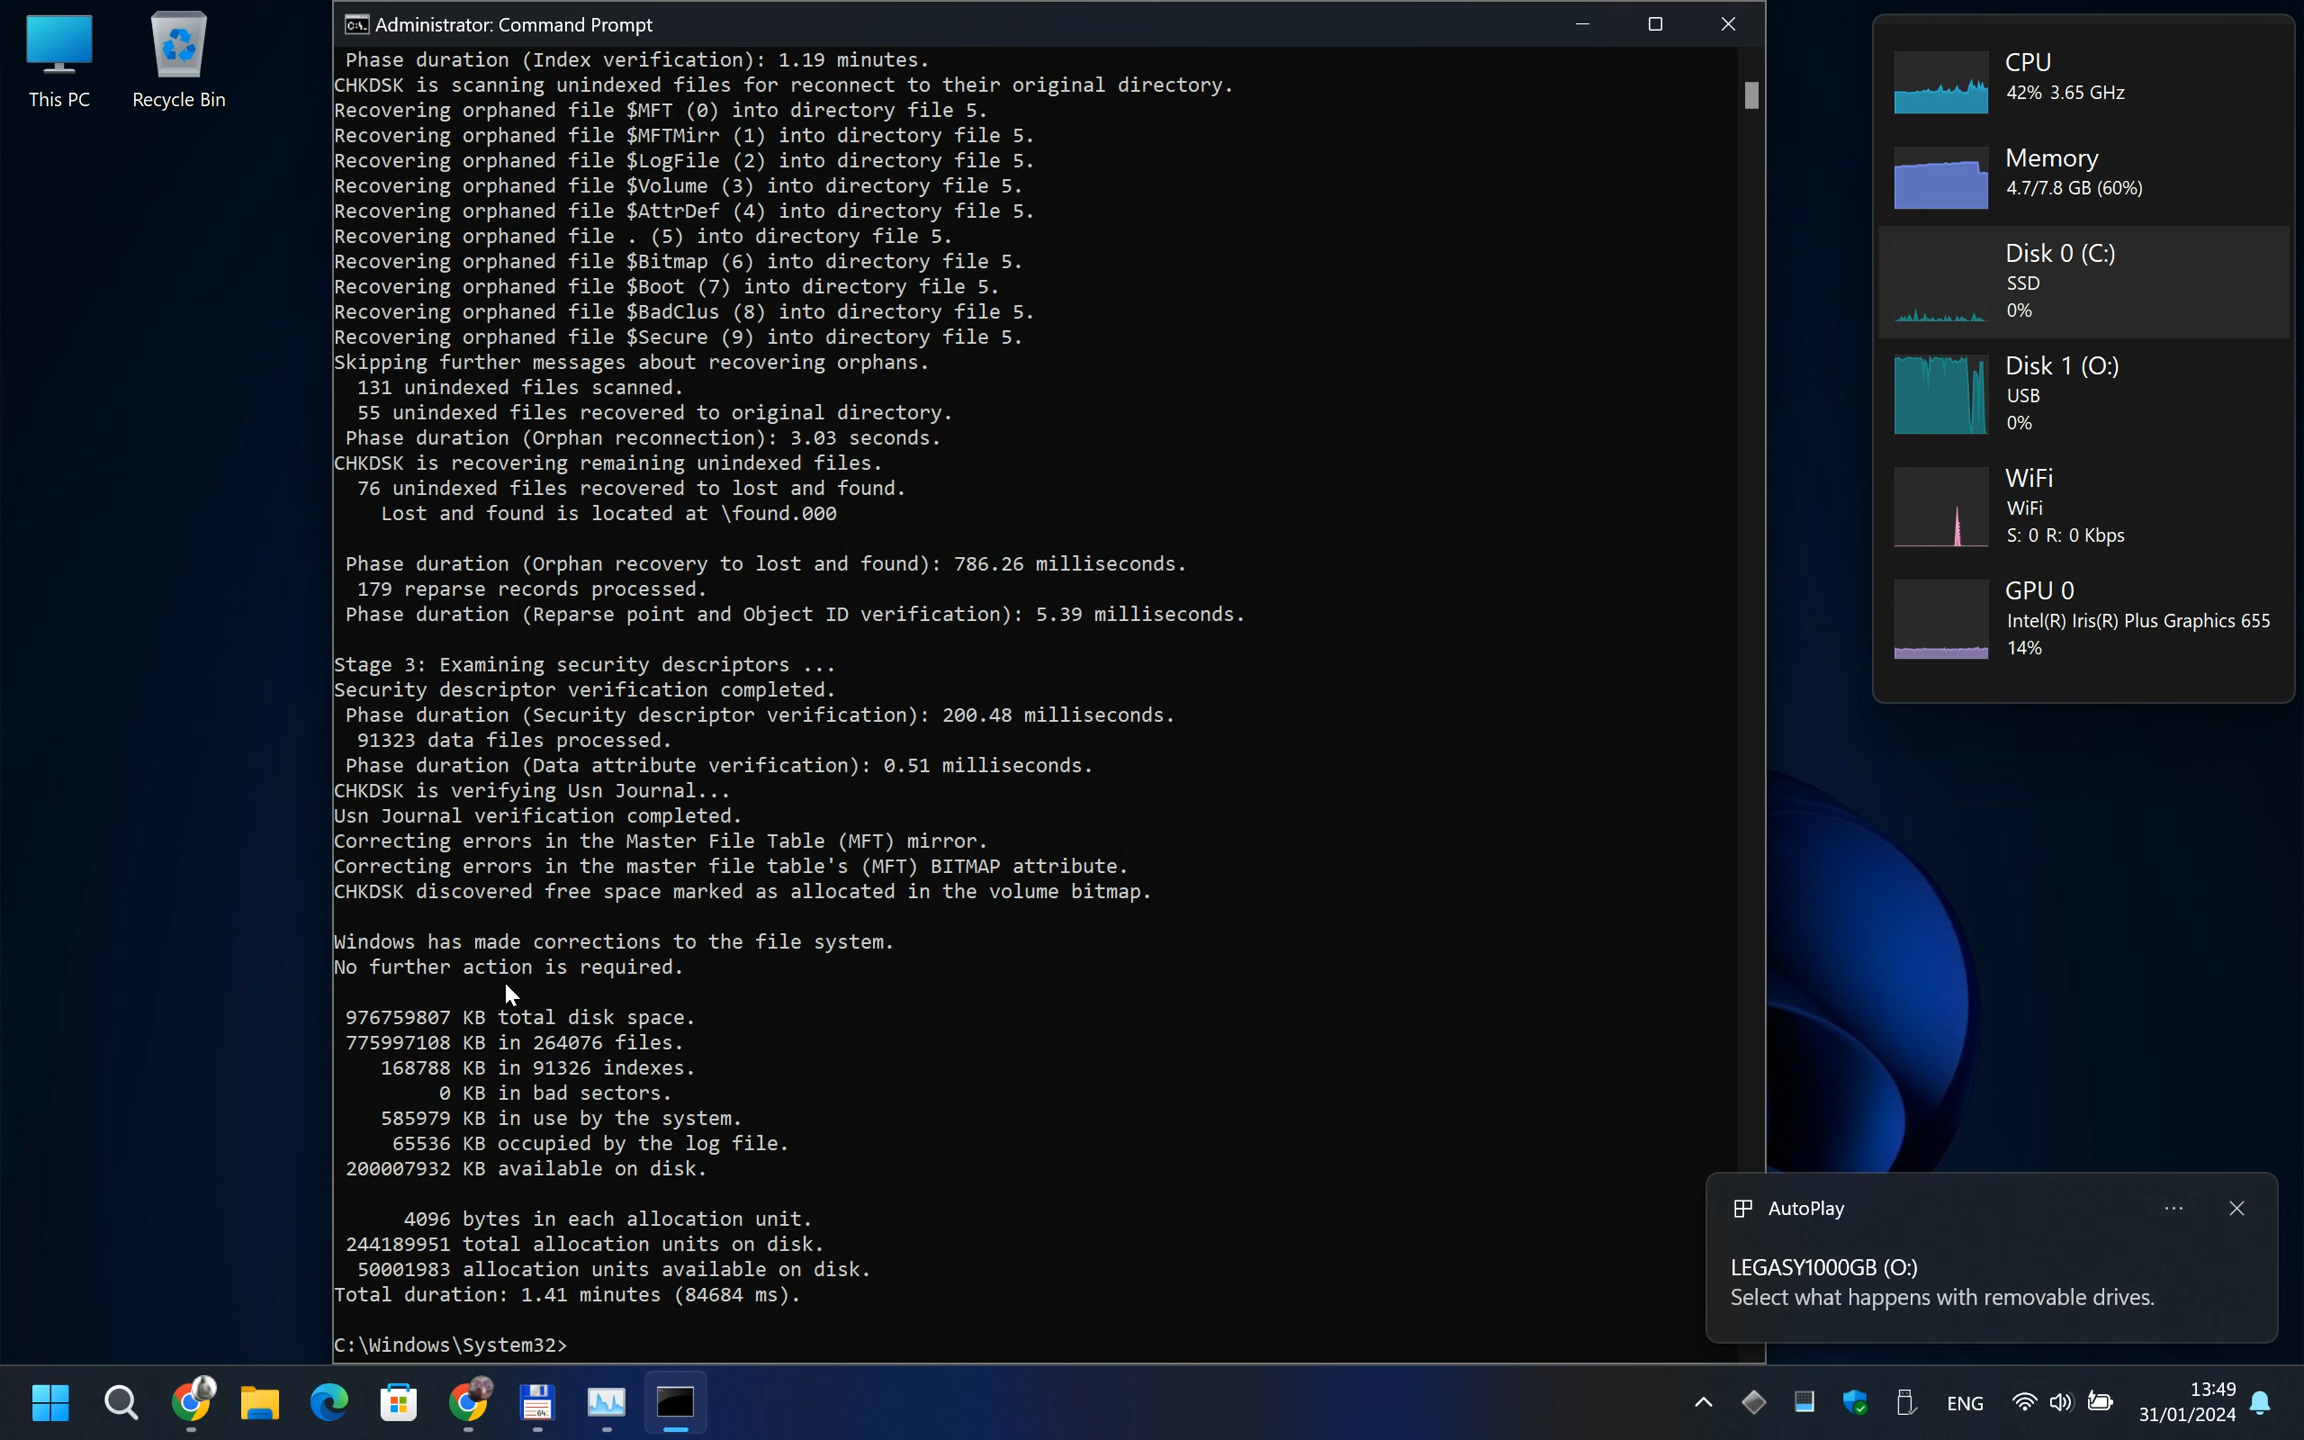 This PC
Recycle Bin
Administrator: Command Prompt
Phase duration (Index verification): 1.19 minutes.
CHKDSK is scanning unindexed files for reconnect to their original directory.
Recovering orphaned file $MFT (0) into directory file 5.
Recovering orphaned file $MFTMirr (1) into directory file 5.
Recovering orphaned file $LogFile (2) into directory file 5.
Recovering orphaned file $Volume (3) into directory file 5.
Recovering orphaned file $AttrDef (4) into directory file 5.
Recovering orphaned file . (5) into directory file 5.
Recovering orphaned file $Bitmap (6) into directory file 5.
Recovering orphaned file $Boot (7) into directory file 5.
Recovering orphaned file $BadClus (8) into directory file 5.
Recovering orphaned file $Secure (9) into directory file 5.
Skipping further messages about recovering orphans.
131 unindexed files scanned.
55 unindexed files recovered to original directory.
Phase duration (Orphan reconnection): 3.03 seconds.
CHKDSK is recovering remaining unindexed files.
76 unindexed files recovered to lost and found.
Lost and found is located at \found.000
Phase duration (Orphan recovery to lost and found): 786.26 milliseconds.
179 reparse records processed.
Phase duration (Reparse point and Object ID verification): 5.39 milliseconds.
Stage 3: Examining security descriptors ...
Security descriptor verification completed.
Phase duration (Security descriptor verification): 200.48 milliseconds.
91323 data files processed.
Phase duration (Data attribute verification): 0.51 milliseconds.
CHKDSK is verifying Usn Journal...
Usn Journal verification completed.
Correcting errors in the Master File Table (MFT) mirror.
Correcting errors in the master file table's (MFT) BITMAP attribute.
CHKDSK discovered free space marked as allocated in the volume bitmap.
Windows has made corrections to the file system.
No further action is required.
976759807 KB total disk space.
775997108 KB in 264076 files.
168788 KB in 91326 indexes.
0 KB in bad sectors.
585979 KB in use by the system.
65536 KB occupied by the log file.
200007932 KB available on disk.
4096 bytes in each allocation unit.
244189951 total allocation units on disk.
50001983 allocation units available on disk.
Total duration: 1.41 minutes (84684 ms).
C:\Windows\System32>
CPU
42% 3.65 GHz
Memory
4.7/7.8 GB (60%)
Disk 0 (C:)
SSD
0%
Disk 1 (O:)
USB
0%
WiFi
WiFi
S: 0 R: 0 Kbps
GPU 0
Intel(R) Iris(R) Plus Graphics 655
14%
AutoPlay
LEGASY1000GB (O:)
Select what happens with removable drives.
64
ENG
13:49
31/01/2024